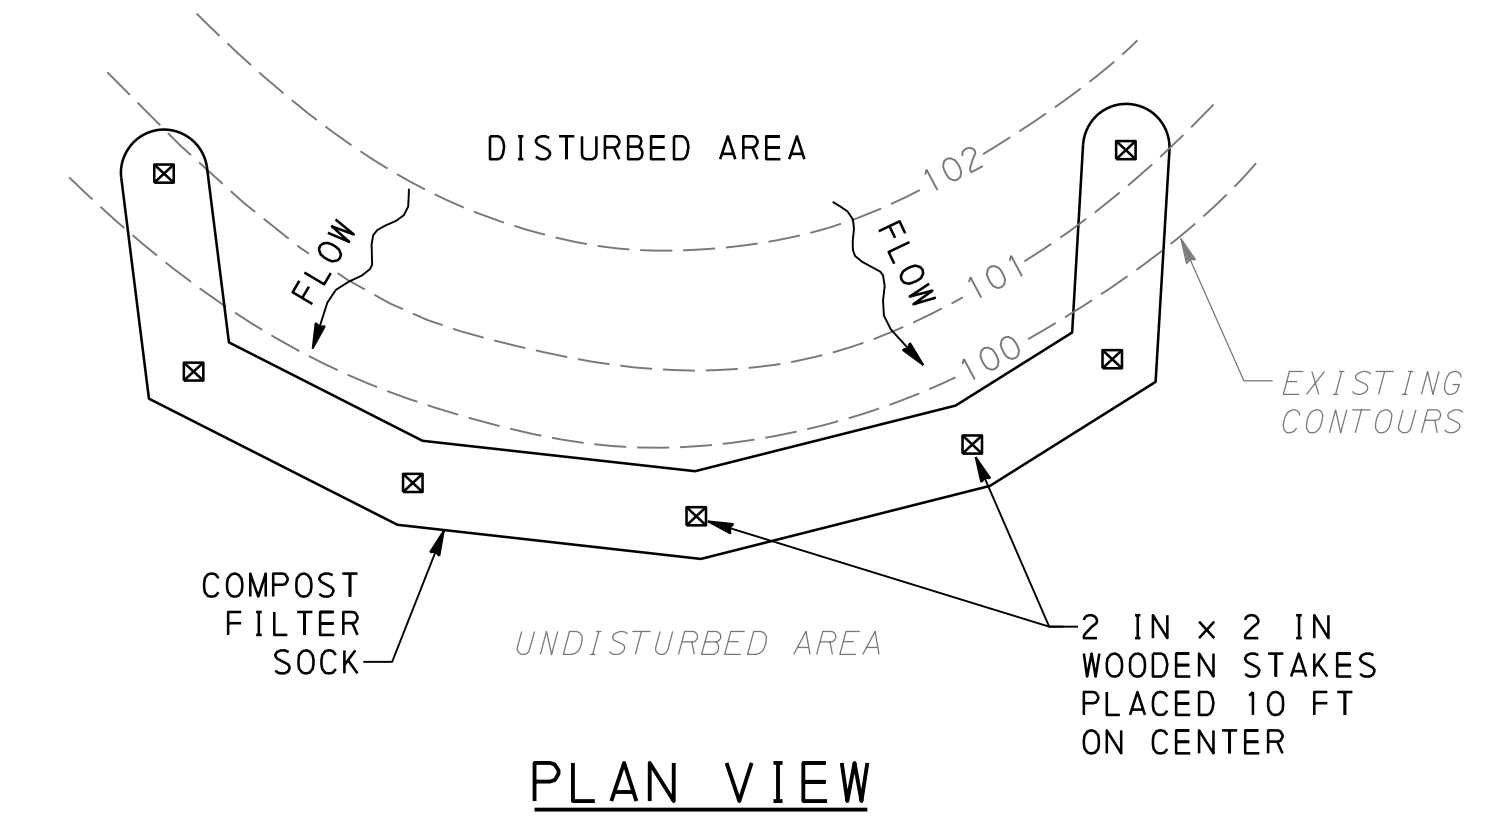 DISTURBED AREA
102
FLOW
FLOW
101
100
EXISTING
CONTOURS
COMPOST
FILTER
SOCK
UNDISTURBED AREA
2 IN x 2 IN
WOODEN STAKES
PLACED 10 FT
ON CENTER
PLAN VIEW